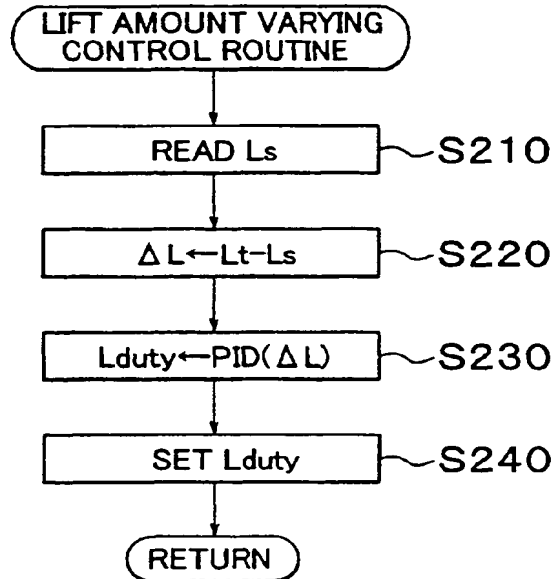 LIFT AMOUNT VARYING
CONTROL ROUTINE
READ Ls
S210
ΔL←Lt-Ls
S220
Lduty←PID(ΔL)
S230
SET Lduty
S240
RETURN